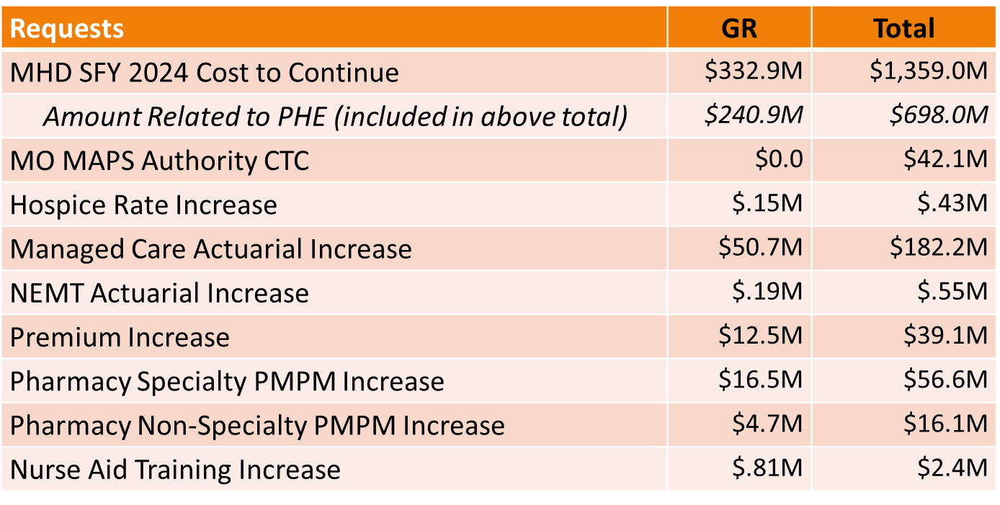 Requests GR Total
MHD SFY 2024 Cost to Continue $332.9M $1,359.0M
Amount Related to PHE (included in above total) $240.9M $698.0M
MO MAPS Authority CTC $0.0 $42.1M
Hospice Rate Increase $.15M $.43M
Managed Care Actuarial Increase $50.7M $182.2M
NEMT Actuarial Increase $.19M $.55M
Premium Increase $12.5M $39.1M
Pharmacy Specialty PMPM Increase $16.5M $56.6M
Pharmacy Non-Specialty PMPM Increase $4.7M $16.1M
Nurse Aid Training Increase $.81M $2.4M